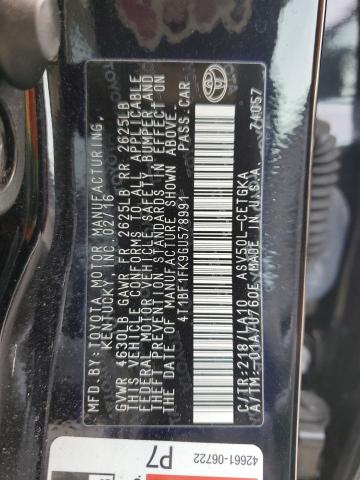 MFD. BY: TOYOTA MOTOR MANUFACTURING,
KENTUCKY, INC. 02/16
GVWR 4630LB GAWR FR 2625LB RR 2625LB
THIS VEHICLE CONFORMS TO ALL APPLICABLE
FEDERAL MOTOR VEHICLE SAFETY, BUMPER, AND
THEFT PREVENTION STANDARDS IN EFFECT ON
THE DATE OF MANUFACTURE SHOWN ABOVE.
4T1BF1FK9GU578991 PASS. CAR
C/TR: 218/LA10 ASV50L-CETGKA
A/TM: -01A/U760E MADE IN U.S.A. 74057
42661-06722
P7